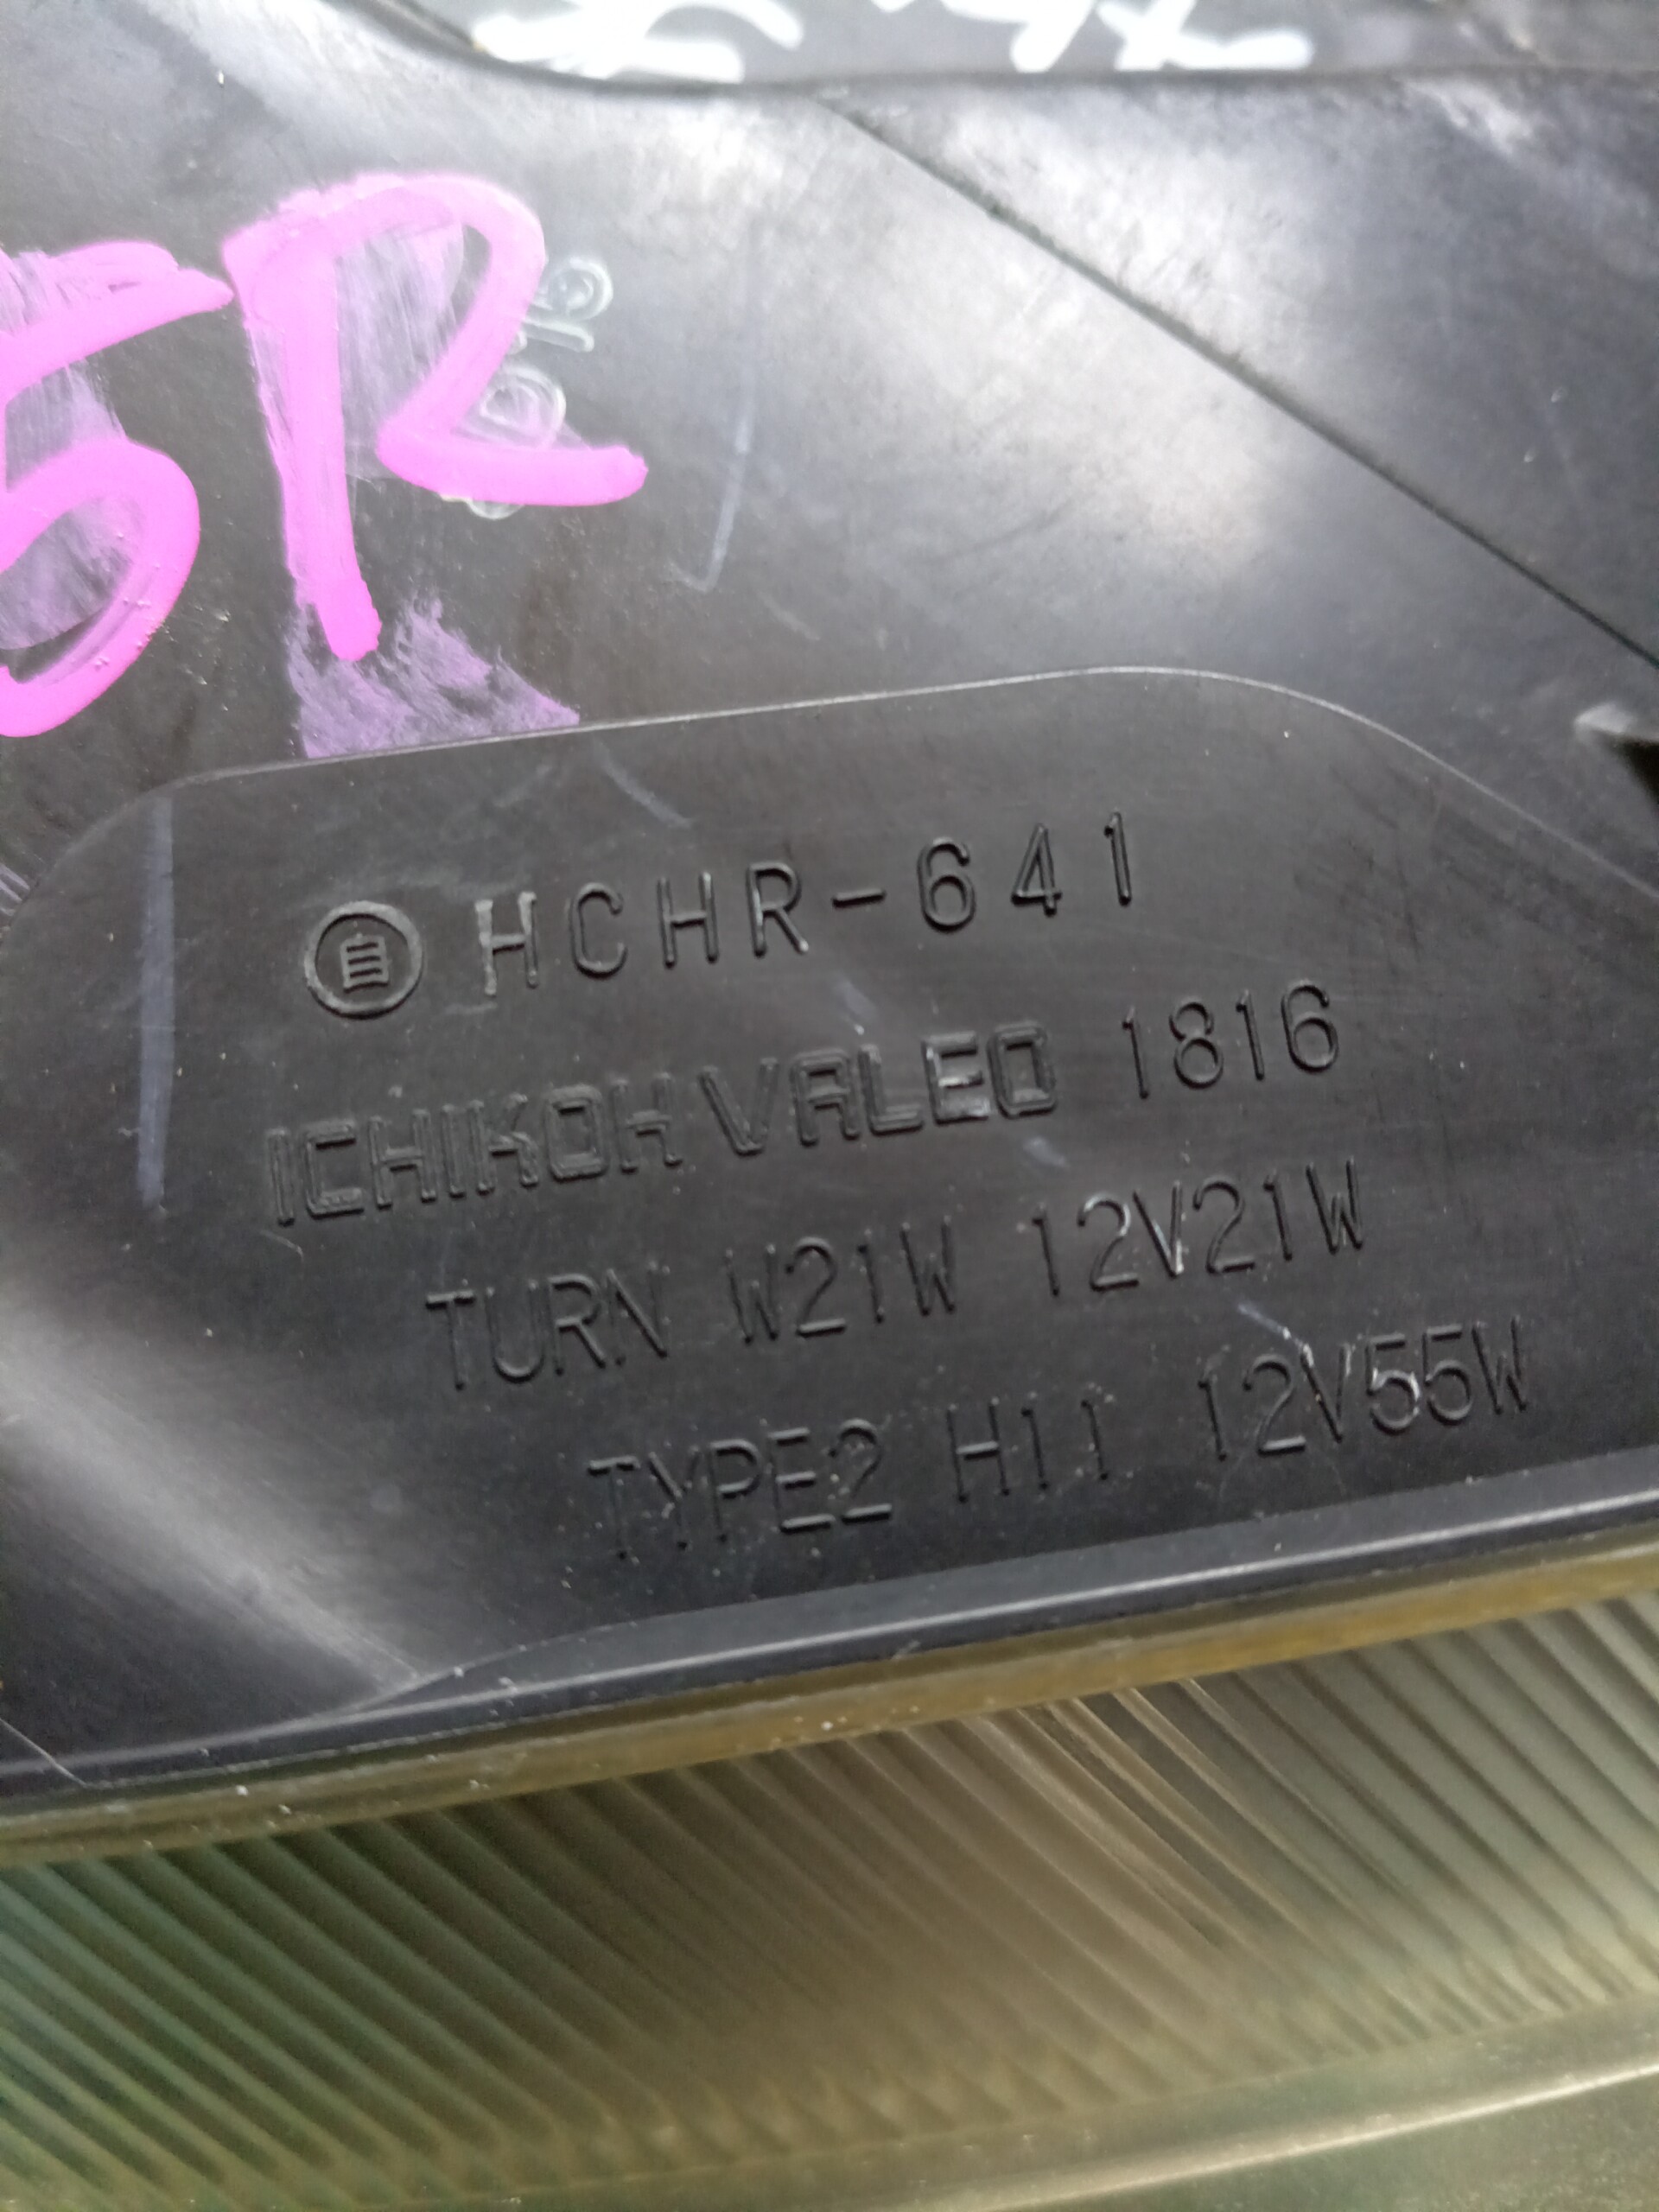 5R
自 HCHR-641
ICHIKOH VALEO 1816
TURN W21W 12V21W
TYPE2 H11 12V55W